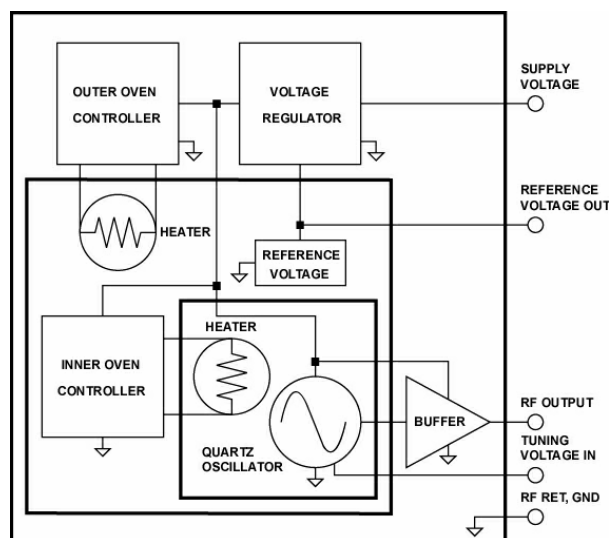 OUTER OVEN
CONTROLLER
VOLTAGE
REGULATOR
SUPPLY
VOLTAGE
HEATER
REFERENCE
VOLTAGE OUT
REFERENCE
VOLTAGE
HEATER
INNER OVEN
CONTROLLER
QUARTZ
OSCILLATOR
BUFFER
RF OUTPUT
TUNING
VOLTAGE IN
RF RET, GND